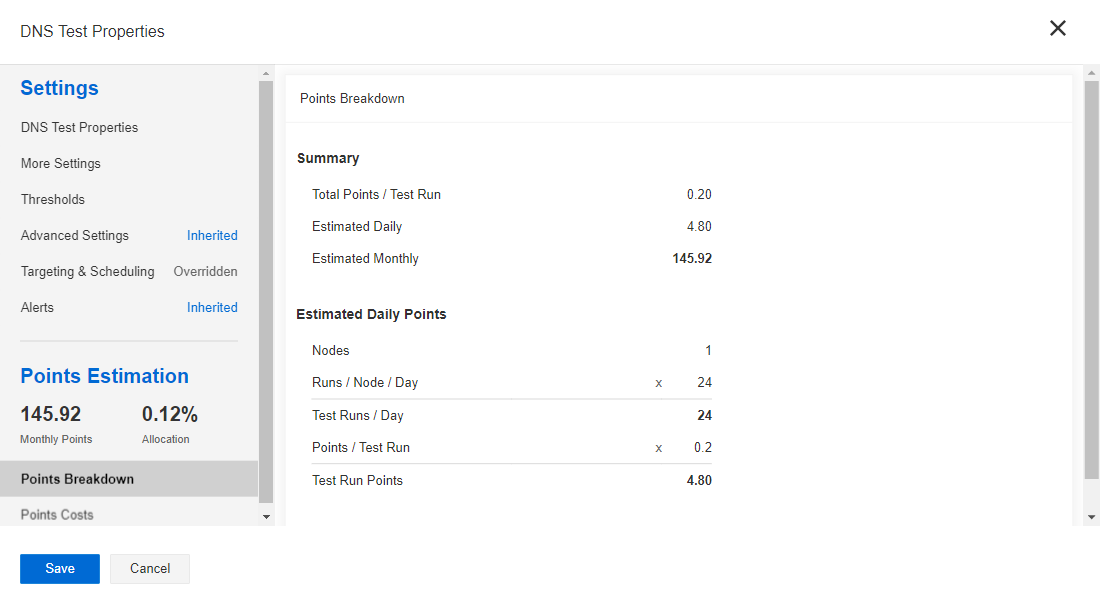 DNS Test Properties
Settings
DNS Test Properties
More Settings
Thresholds
Advanced Settings Inherited
Targeting & Scheduling Overridden
Alerts Inherited
Points Estimation
145.92 0.12%
Monthly Points Allocation
Points Breakdown
Points Costs
Points Breakdown
Summary
Total Points / Test Run 0.20
Estimated Daily 4.80
Estimated Monthly 145.92
Estimated Daily Points
Nodes 1
Runs / Node / Day x 24
Test Runs / Day 24
Points / Test Run x 0.2
Test Run Points 4.80
Save Cancel